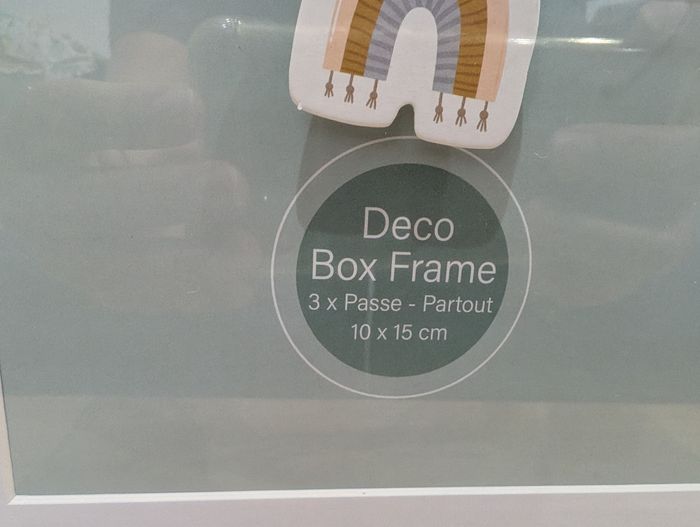 Deco
Box Frame
3 x Passe - Partout
10 x 15 cm